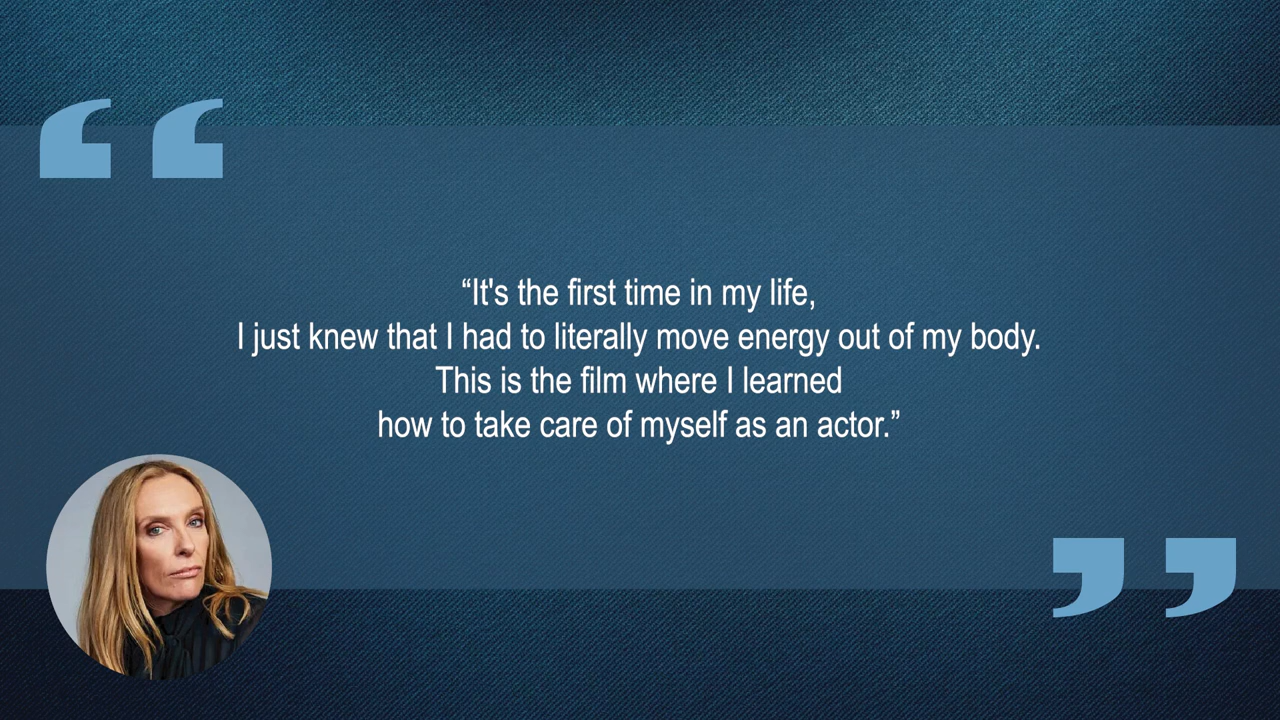 “It's the first time in my life,
I just knew that I had to literally move energy out of my body.
This is the film where I learned
how to take care of myself as an actor.”